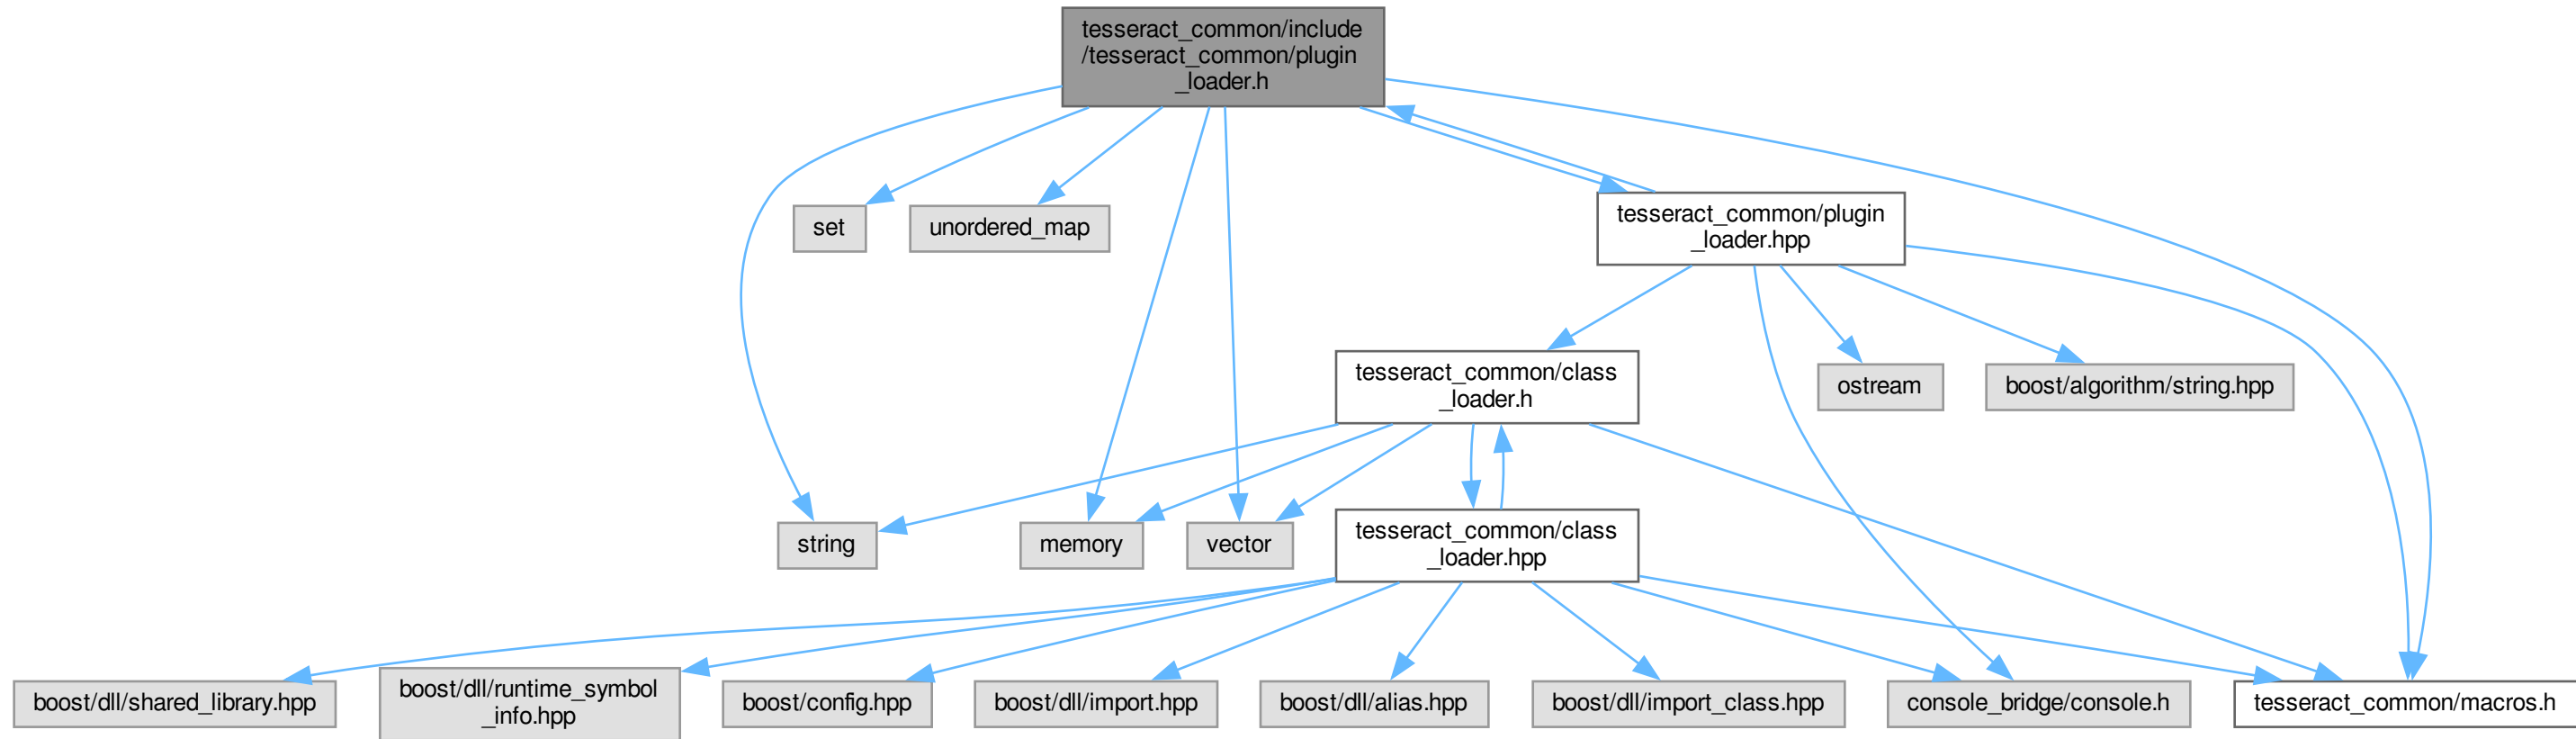 tesseract_common/include
/tesseract_common/plugin
_loader.h
tesseract_common/plugin
_loader.hpp
set
unordered_map
tesseract_common/class
_loader.h
ostream
boost/algorithm/string.hpp
string
memory
vector
tesseract_common/class
_loader.hpp
boost/dll/shared_library.hpp
boost/dll/runtime_symbol
_info.hpp
boost/config.hpp
boost/dll/import.hpp
boost/dll/alias.hpp
boost/dll/import_class.hpp
console_bridge/console.h
tesseract_common/macros.h